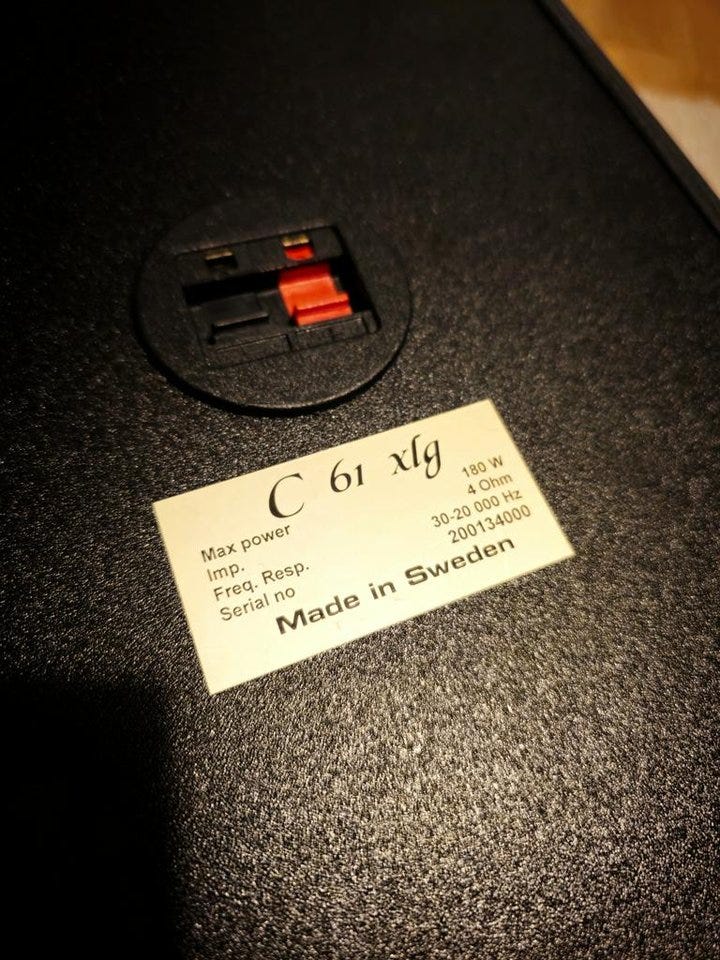 C 61 xlg
Max power 180 W
Imp. 4 Ohm
Freq. Resp. 30-20 000 Hz
Serial no 200134000
Made in Sweden